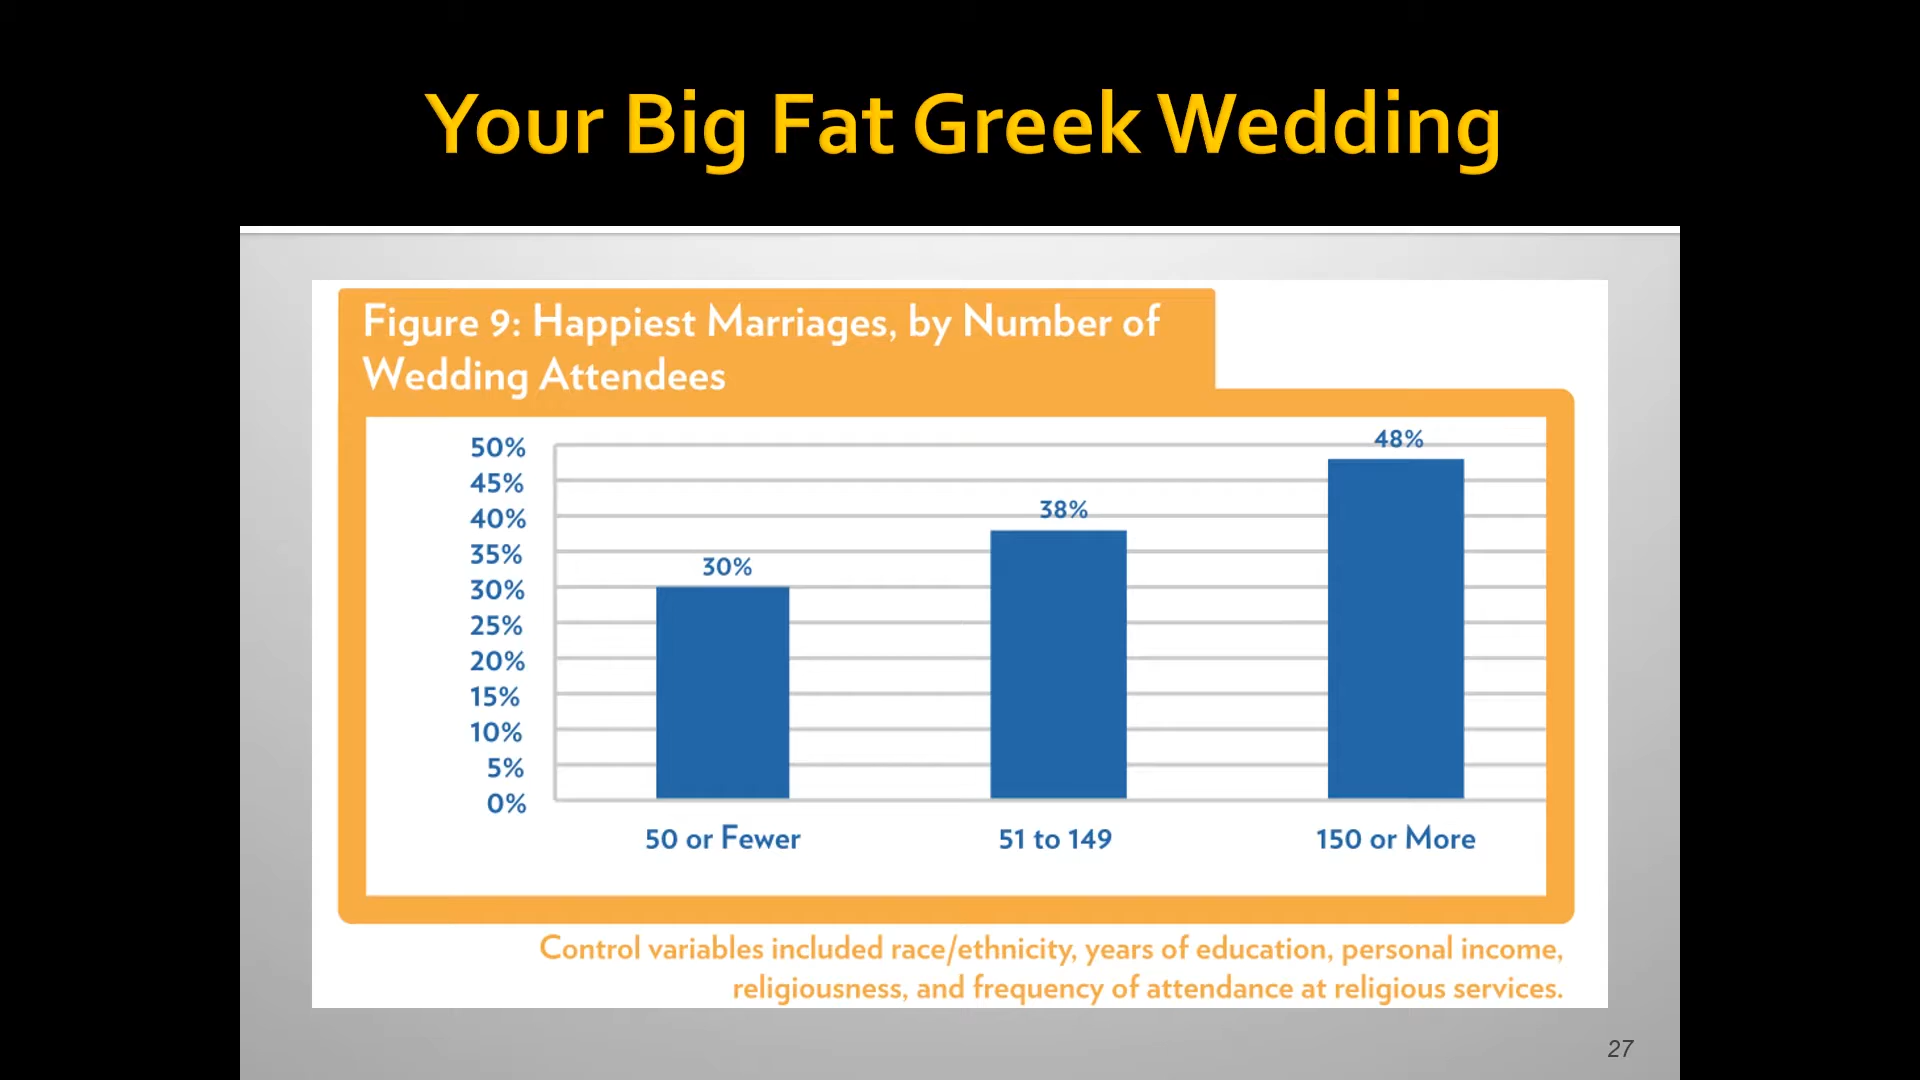 Your Big Fat Greek Wedding
Figure 9: Happiest Marriages, by Number of
Wedding Attendees
50%
45%
40%
35%
30%
25%
20%
15%
10%
5%
0%
30%
38%
48%
50 or Fewer
51 to 149
150 or More
Control variables included race/ethnicity, years of education, personal income,
religiousness, and frequency of attendance at religious services.
27